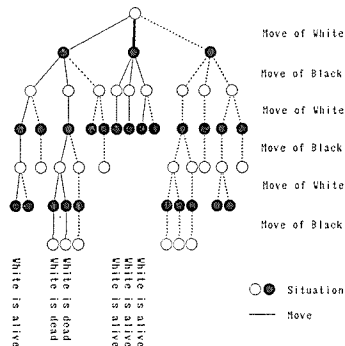 Move of White
Move of Black
Move of White
Move of Black
Move of White
Move of Black
White is alive
White is dead
White is dead
White is alive
White is alive
White is alive
Situation
Move